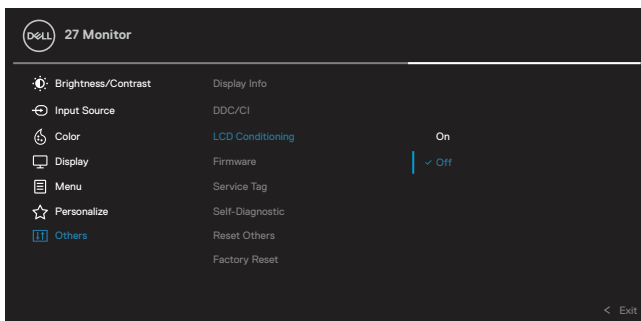 DELL 27 Monitor
Brightness/Contrast
Input Source
Color
Display
Menu
Personalize
Others
Display Info
DDC/CI
LCD Conditioning
Firmware
Service Tag
Self-Diagnostic
Reset Others
Factory Reset
On
✓ Off
< Exit